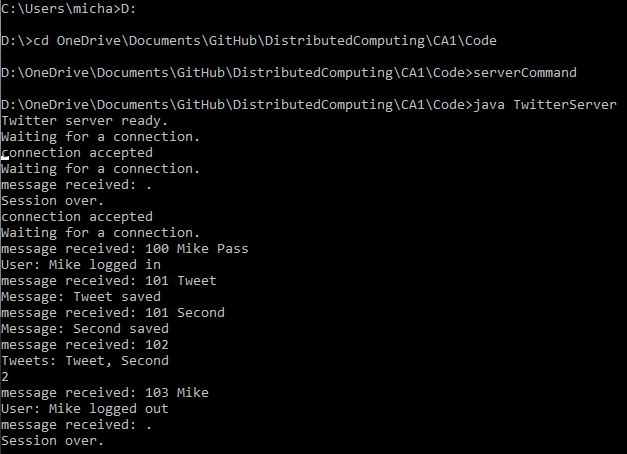 C:\Users\micha>D:
D:\>cd OneDrive\Documents\GitHub\DistributedComputing\CA1\Code
D:\OneDrive\Documents\GitHub\DistributedComputing\CA1\Code>serverCommand
D:\OneDrive\Documents\GitHub\DistributedComputing\CA1\Code>java TwitterServer
Twitter server ready.
Waiting for a connection.
connection accepted
Waiting for a connection.
message received: .
Session over.
connection accepted
Waiting for a connection.
message received: 100 Mike Pass
User: Mike logged in
message received: 101 Tweet
Message: Tweet saved
message received: 101 Second
Message: Second saved
message received: 102
Tweets: Tweet, Second
2
message received: 103 Mike
User: Mike logged out
message received: .
Session over.